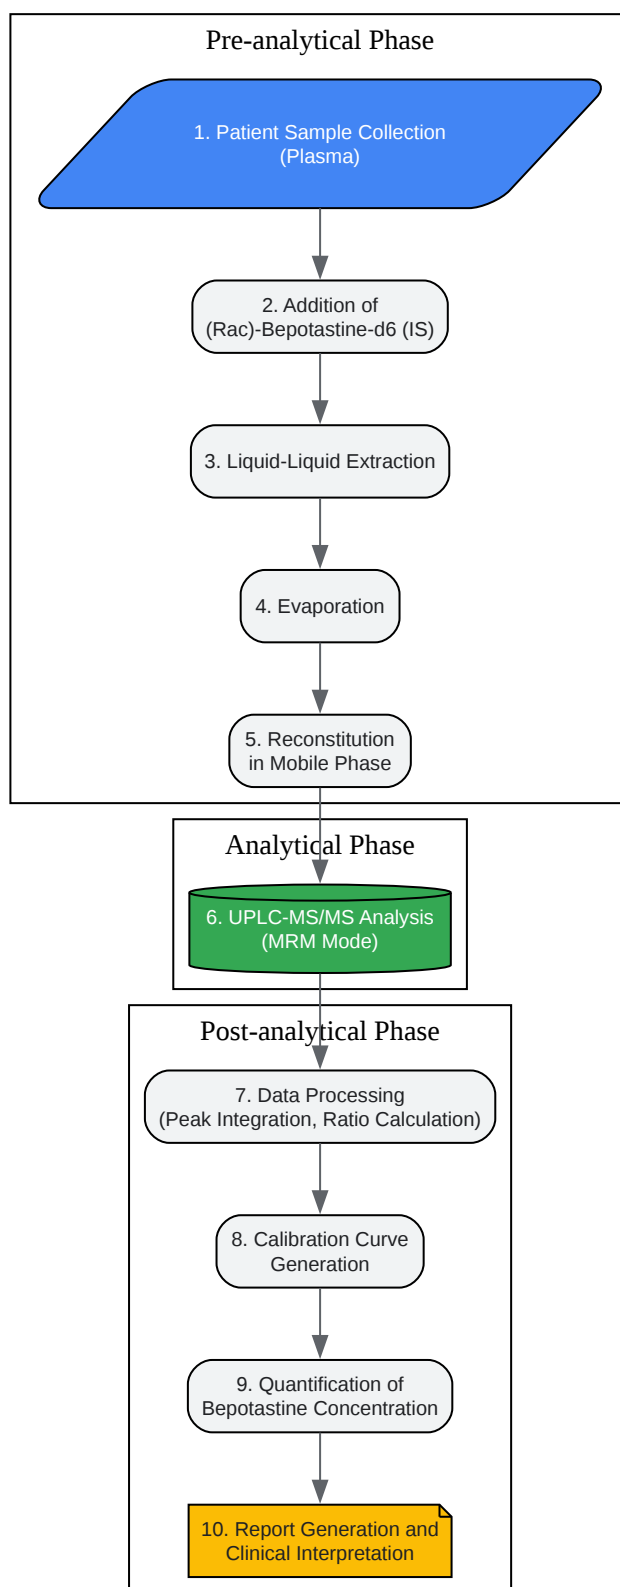 Pre-analytical Phase
1. Patient Sample Collection
(Plasma)
2. Addition of
(Rac)-Bepotastine-d6 (IS)
3. Liquid-Liquid Extraction
4. Evaporation
5. Reconstitution
in Mobile Phase
Analytical Phase
6. UPLC-MS/MS Analysis
(MRM Mode)
Post-analytical Phase
7. Data Processing
(Peak Integration, Ratio Calculation)
8. Calibration Curve
Generation
9. Quantification of
Bepotastine Concentration
10. Report Generation and
Clinical Interpretation